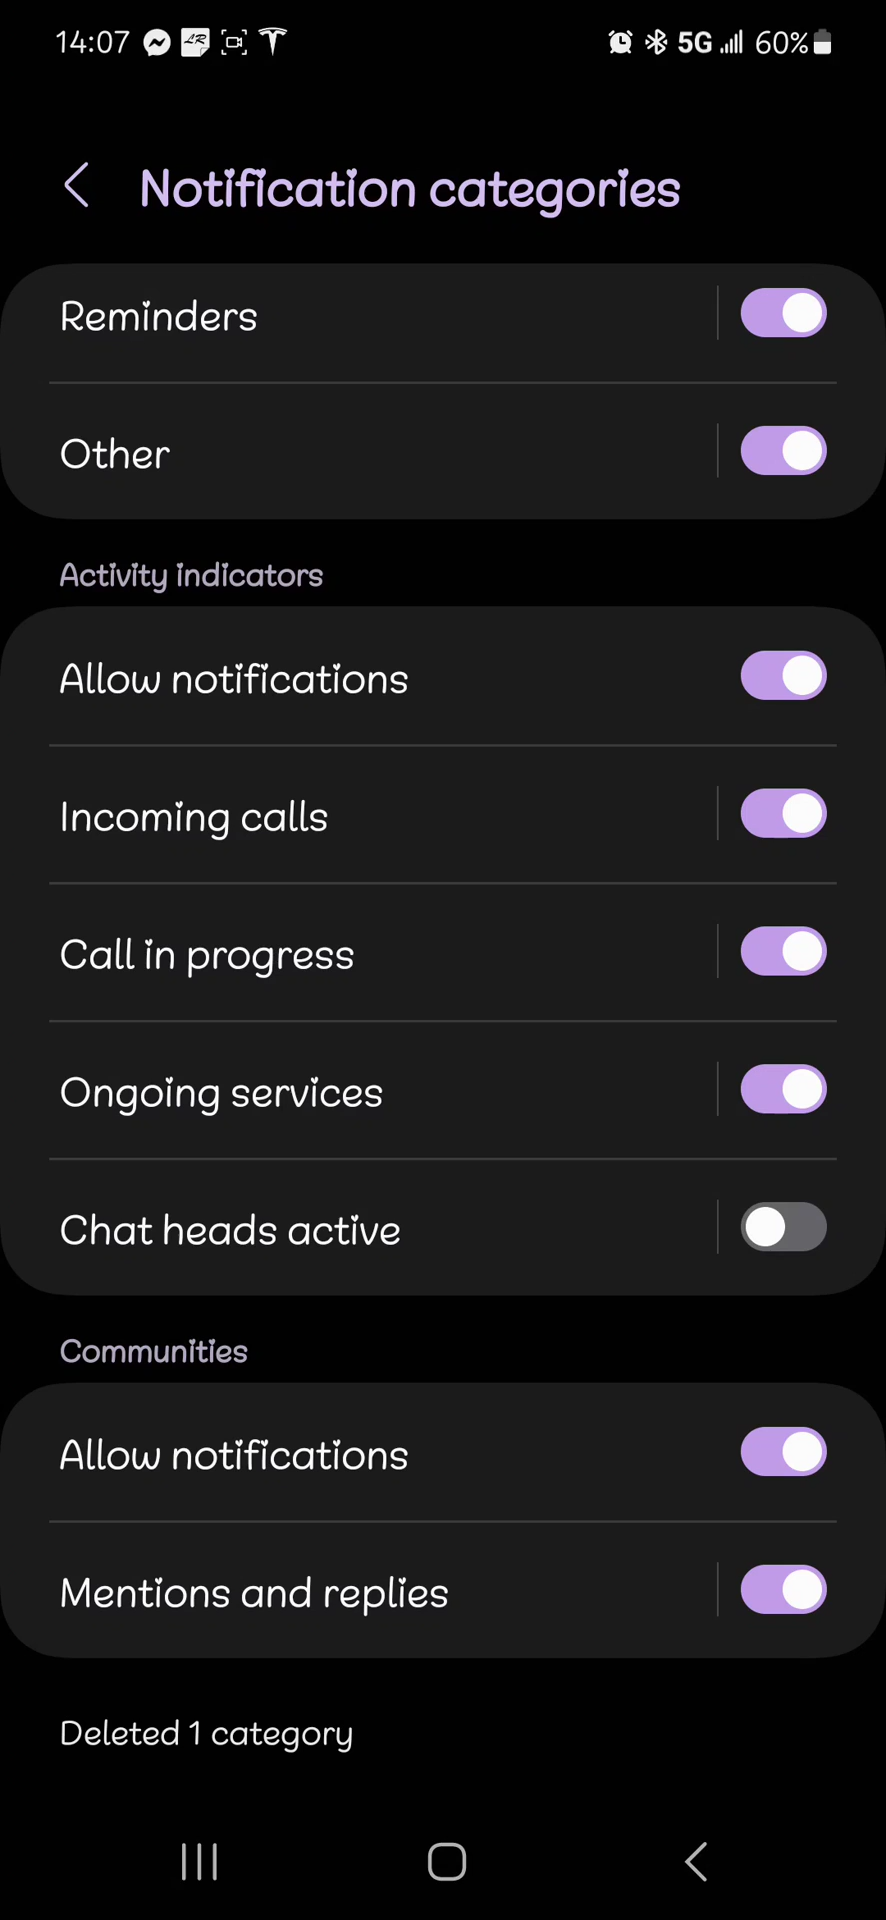 14:07 LR 5G 60%
Notification categories
Reminders
Other
Activity indicators
Allow notifications
Incoming calls
Call in progress
Ongoing services
Chat heads active
Communities
Allow notifications
Mentions and replies
Deleted 1 category